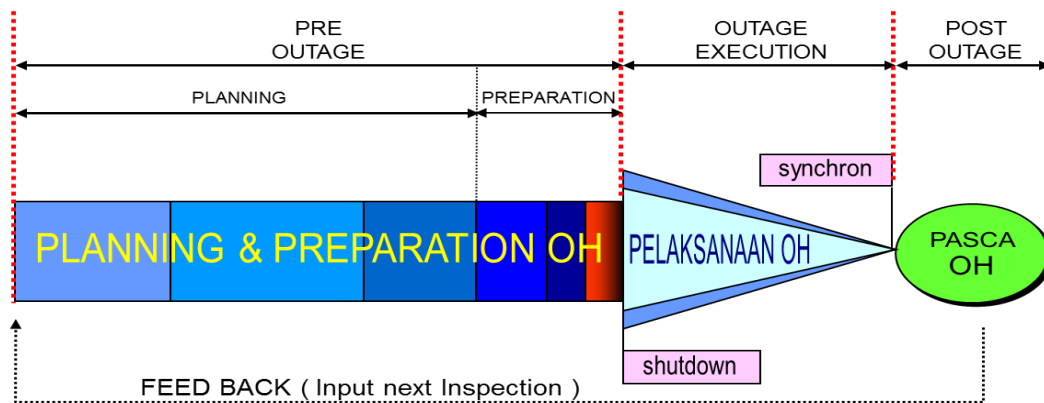 PRE
OUTAGE
OUTAGE
EXECUTION
POST
OUTAGE
PLANNING
PREPARATION
synchron
PLANNING & PREPARATION OH
PELAKSANAAN OH
PASCA
OH
shutdown
FEED BACK ( Input next Inspection )